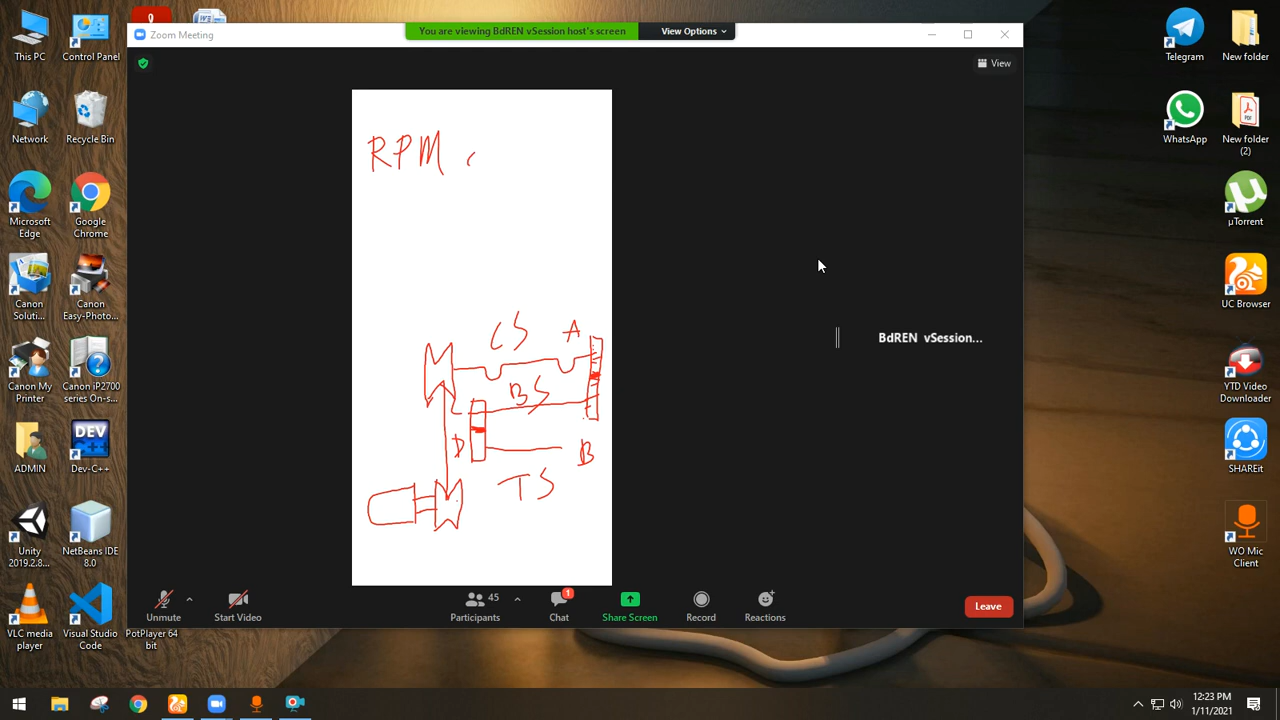 This PC
Control Panel
Zoom Meeting
You are viewing BdREN vSession host's screen
View Options
View
Telegram
New folder
Network
Recycle Bin
WhatsApp
New folder (2)
RPM
Microsoft Edge
Google Chrome
µTorrent
Canon Soluti...
Canon Easy-Photo...
UC Browser
CS A
BdREN vSession...
Canon My Printer
Canon iP2700 series On-s...
YTD Video Downloader
BS
C
DEV
D B
ADMIN
Dev-C++
SHAREit
TS
Unity 2019.2.8...
NetBeans IDE 8.0
WO Mic Client
VLC media player
Visual Studio Code
PotPlayer 64 bit
Unmute
Start Video
45
Participants
1
Chat
Share Screen
Record
Reactions
Leave
12:23 PM
1/11/2021